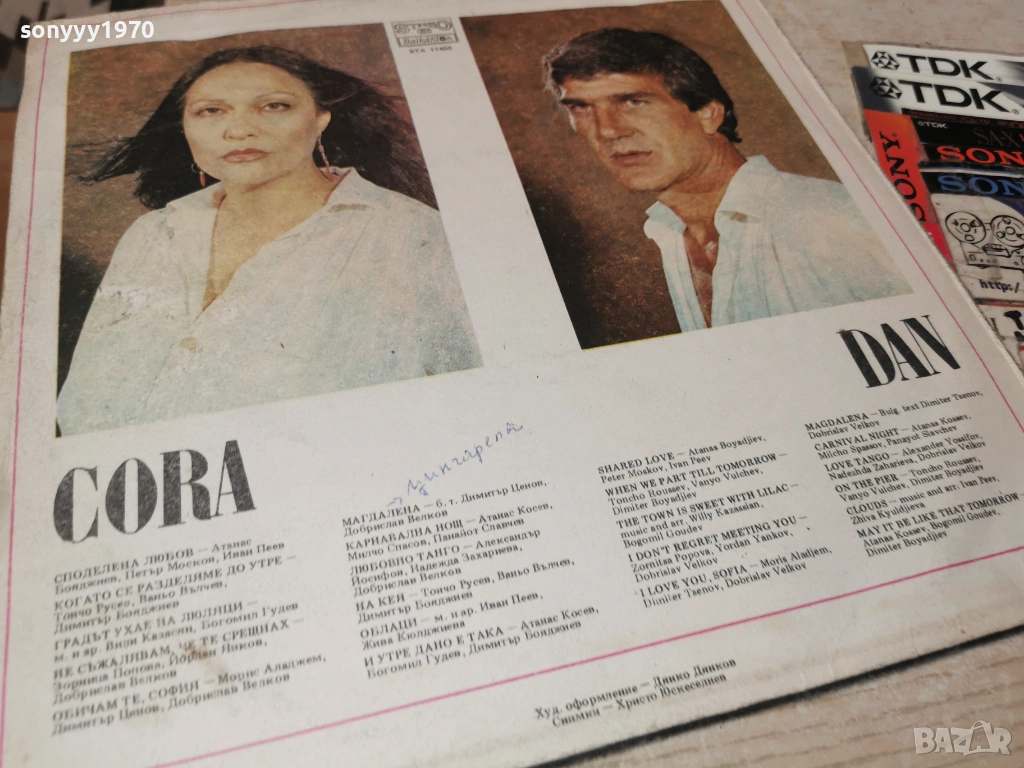 sonyyy1970
СТЕРЕО
Balkanton
TDK
TDK
TDK
SONY
SONY
http://
DAN
CORA
СПОДЕЛЕНА ЛЮБОВ — Атанас
Бояджиев, Петър Москов, Иван Пеев
КОГАТО СЕ РАЗДЕЛИМЕ ДО УТРЕ —
Тончо Русев, Ваньо Вълчев,
Димитър Бояджиев
ГРАДЪТ УХАЕ НА ЛЮЛЯЦИ —
м. и ар. Вили Казасян, Богомил Гудев
НЕ СЪЖАЛЯВАМ, ЧЕ ТЕ СРЕЩНАХ —
Зорница Попова, Йордан Янков,
Добрислав Велков
ОБИЧАМ ТЕ, СОФИЯ — Морис Аладжем,
Димитър Ценов, Добрислав Велков
МАГДАЛЕНА — б. т. Димитър Ценов,
Добрислав Велков
КАРНАВАЛНА НОЩ — Атанас Косев,
Милчо Спасов, Панайот Славчев
ЛЮБОВНО ТАНГО — Александър
Йосифов, Надежда Захариева,
Добрислав Велков
НА КЕЯ — Тончо Русев, Ваньо Вълчев,
Димитър Бояджиев
ОБЛАЦИ — м. и ар. Иван Пеев,
Жива Кюлджиева
И УТРЕ ДАНО Е ТАКА — Атанас Косев,
Богомил Гудев, Димитър Бояджиев
SHARED LOVE — Atanas Boyadjiev,
Peter Moskov, Ivan Peev
WHEN WE PART TILL TOMORROW —
Toncho Roussev, Vanyo Vulchev,
Dimiter Boyadjiev
THE TOWN IS SWEET WITH LILAC —
music and arr. Willy Kazassian,
Bogomil Goudev
I DON'T REGRET MEETING YOU —
Zornitsa Popova, Yordan Yankov,
Dobrislav Velkov
I LOVE YOU, SOFIA — Moris Aladjem,
Dimiter Tsenov, Dobrislav Velkov
MAGDALENA — Bulg. text Dimiter Tsenov,
Dobrislav Velkov
CARNIVAL NIGHT — Atanas Kossev,
Milcho Spassov, Panayot Slavchev
LOVE TANGO — Alexander Yossifov,
Nadezhda Zaharieva, Dobrislav Velkov
ON THE PIER — Toncho Roussev,
Vanyo Vulchev, Dimiter Boyadjiev
CLOUDS — music and arr. Ivan Peev,
Zhiva Kyuldjieva
MAY IT BE LIKE THAT TOMORROW —
Atanas Kossev, Bogomil Goudev,
Dimiter Boyadjiev
Худ. оформление — Динко Динков
Снимки — Христо Юскеселиев
BAZAR